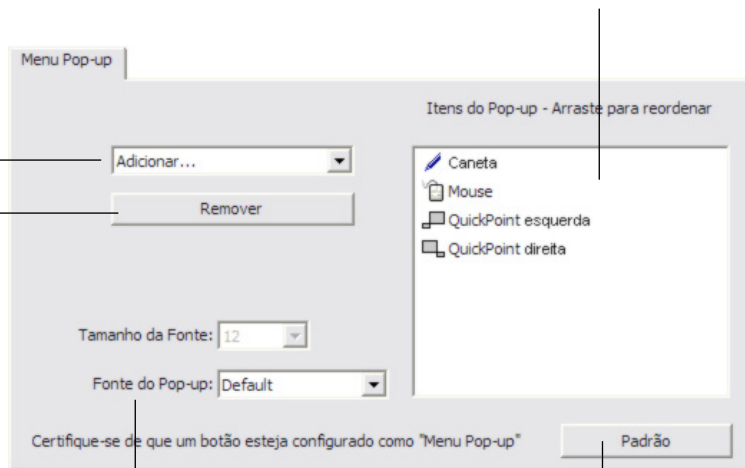 Menu Pop-up
Itens do Pop-up - Arraste para reordenar
Adicionar...
Remover
Caneta
Mouse
QuickPoint esquerda
QuickPoint direita
Tamanho da Fonte: 12
Fonte do Pop-up: Default
Certifique-se de que um botão esteja configurado como "Menu Pop-up"
Padrão